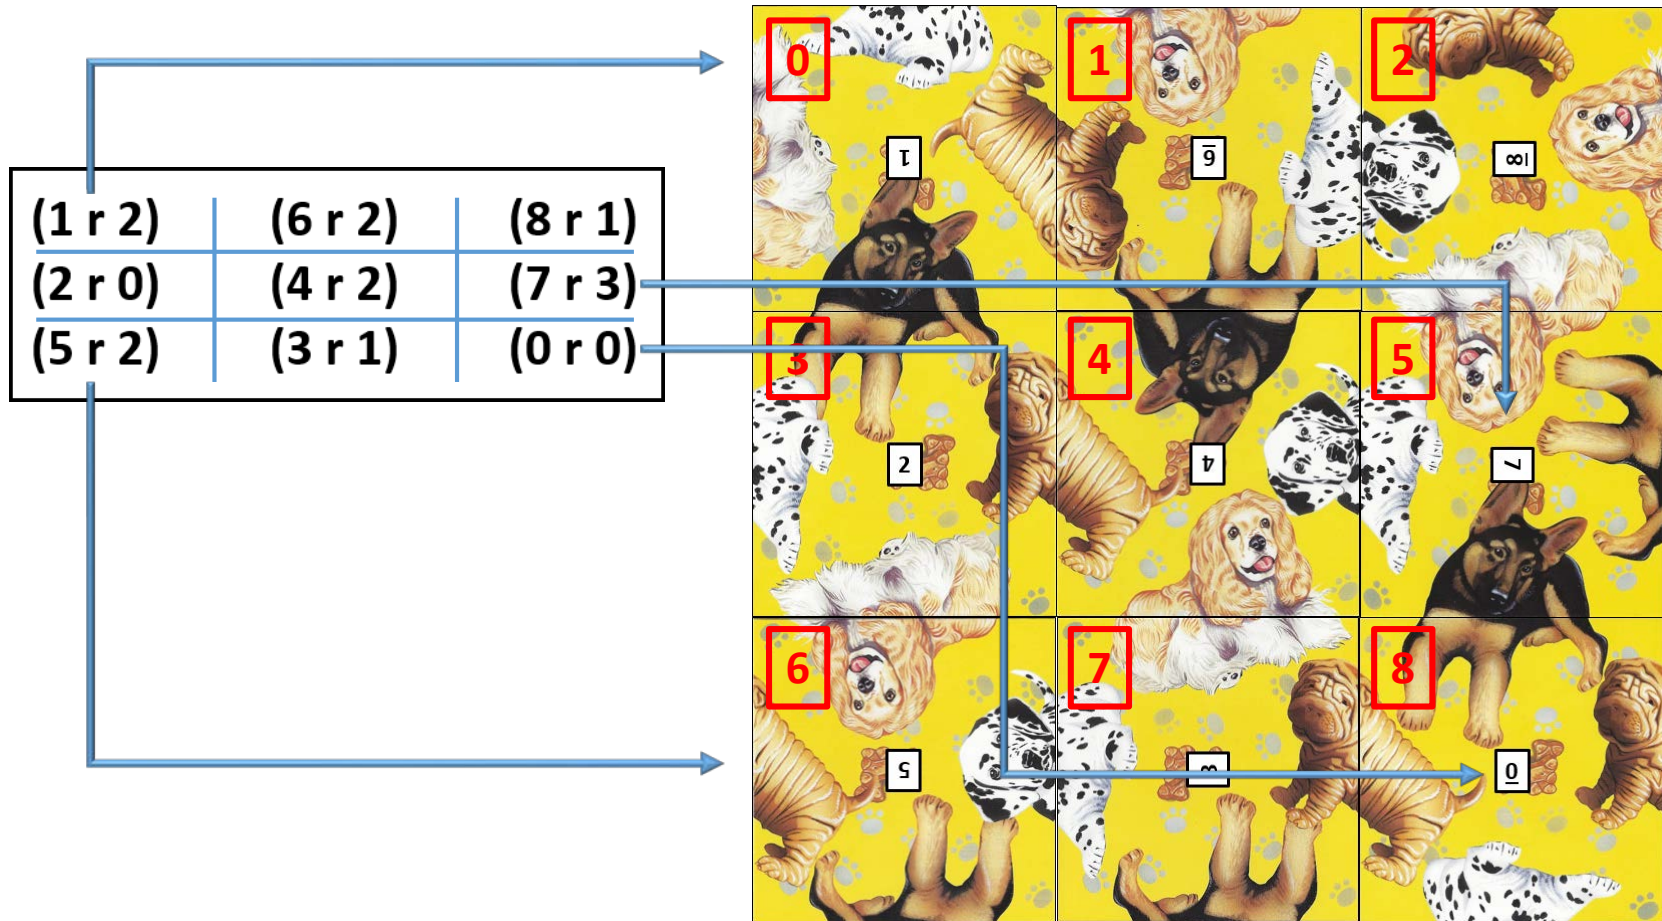 (1 r 2) (6 r 2) (8 r 1)
(2 r 0) (4 r 2) (7 r 3)
(5 r 2) (3 r 1) (0 r 0)
0 1 2
1 6 8
3 4 5
2 4 7
6 7 8
5 3 0